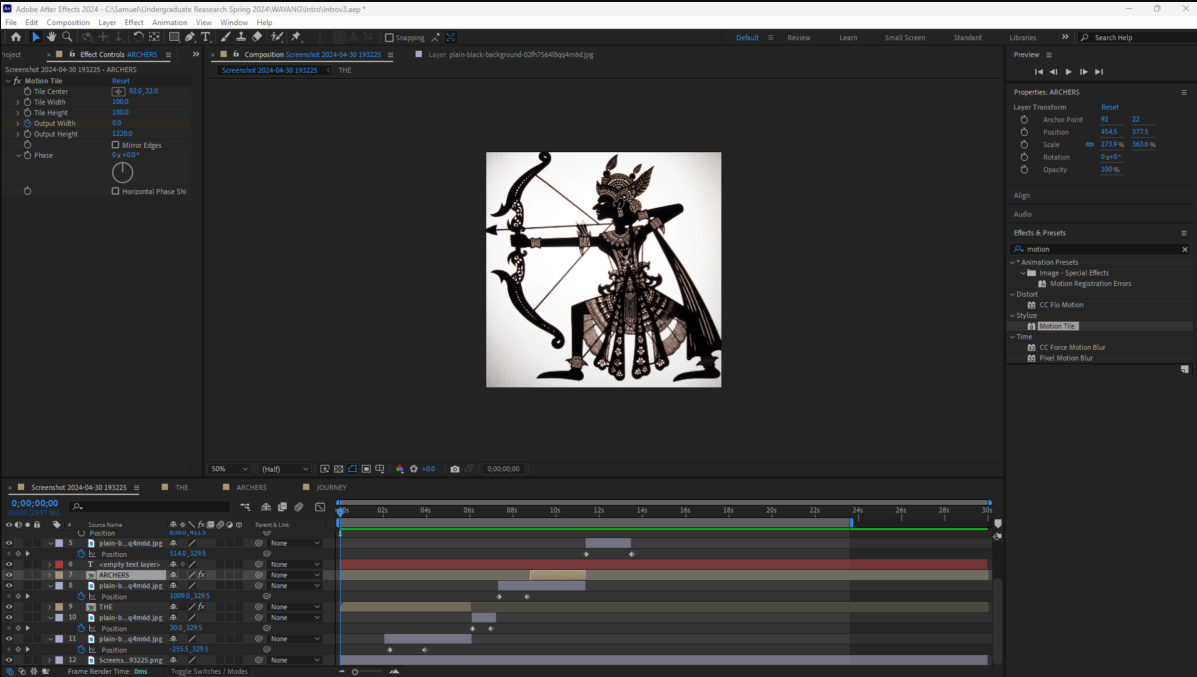 Adobe After Effects 2024 - C:\Samuel\Undergraduate Reasearch Spring 2024\WAYANG\Intro\Introv3.aep *
File Edit Composition Layer Effect Animation View Window Help
Snapping Default Review Learn Small Screen Standard Libraries Search Help
roject Effect Controls ARCHERS Composition Screenshot 2024-04-30 193225 Layer plain-black-background-02fh7564l8qq4m6d.jpg Preview
Screenshot 2024-04-30 193225 • ARCHERS
Screenshot 2024-04-30 193225 THE
fx Motion Tile Reset
Tile Center 92.0,22.0
Tile Width 100.0
Tile Height 100.0
Output Width 0.0
Output Height 1220.0
Mirror Edges
Phase 0x+0.0°
Horizontal Phase Shi
Properties: ARCHERS
Layer Transform Reset
Anchor Point 92 22
Position 454.5 377.5
Scale 273.9 % 363.6 %
Rotation 0x+0°
Opacity 100 %
Align
Audio
Effects & Presets
motion
* Animation Presets
Image - Special Effects
Motion Registration Errors
Distort
CC Flo Motion
Stylize
Motion Tile
Time
CC Force Motion Blur
Pixel Motion Blur
50% (Half) +0.0 0;00;00;00
Screenshot 2024-04-30 193225 THE ARCHERS JOURNEY
0;00;00;00
00000 (29.97 fps)
:00s 02s 04s 06s 08s 10s 12s 14s 16s 18s 20s 22s 24s 26s 28s 30s
# Source Name fx Parent & Link
Position 638.0,411.5
5 plain-b...q4m6d.jpg None
Position 514.0,329.5
6 T <empty text layer> None
7 ARCHERS fx None
8 plain-b...q4m6d.jpg None
Position 1009.0,329.5
9 THE fx None
10 plain-b...q4m6d.jpg None
Position 30.0,329.5
11 plain-b...q4m6d.jpg None
Position -255.5,329.5
12 Screens...93225.png None
Frame Render Time: 0ms Toggle Switches / Modes